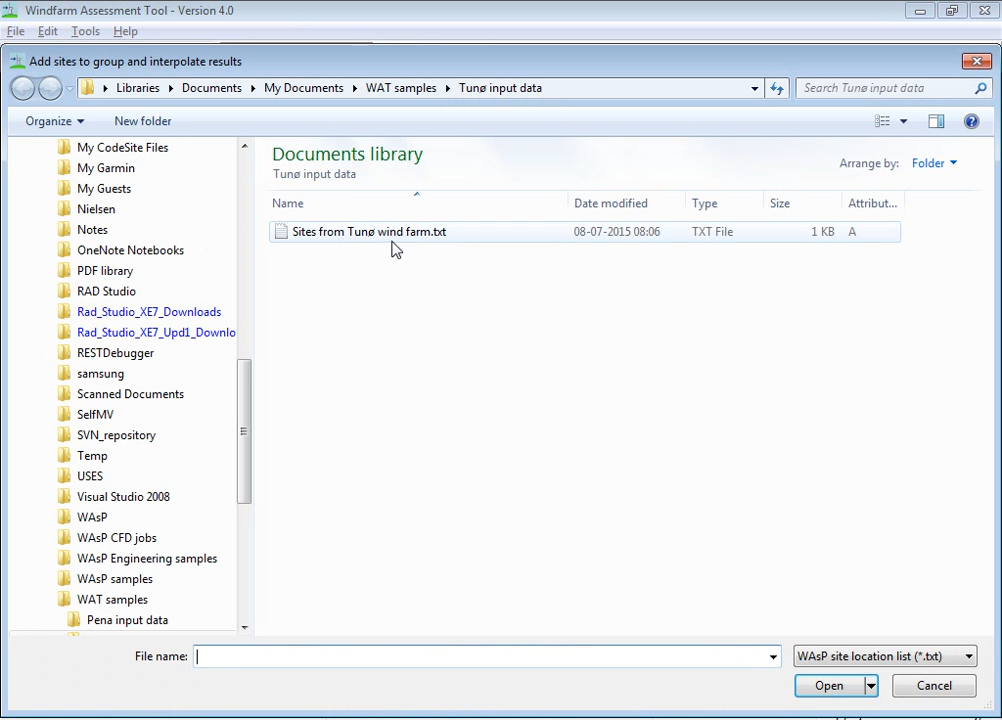 Windfarm Assessment Tool - Version 4.0
File Edit Tools Help
Add sites to group and interpolate results
Libraries Documents My Documents WAT samples Tunø input data
Search Tunø input data
Organize New folder
My CodeSite Files
My Garmin
My Guests
Nielsen
Notes
OneNote Notebooks
PDF library
RAD Studio
Rad_Studio_XE7_Downloads
Rad_Studio_XE7_Upd1_Downlo
RESTDebugger
samsung
Scanned Documents
SelfMV
SVN_repository
Temp
USES
Visual Studio 2008
WAsP
WAsP CFD jobs
WAsP Engineering samples
WAsP samples
WAT samples
Pena input data
Documents library
Tunø input data
Arrange by: Folder
Name Date modified Type Size Attribut...
Sites from Tunø wind farm.txt 08-07-2015 08:06 TXT File 1 KB A
File name:
WAsP site location list (*.txt)
Open Cancel